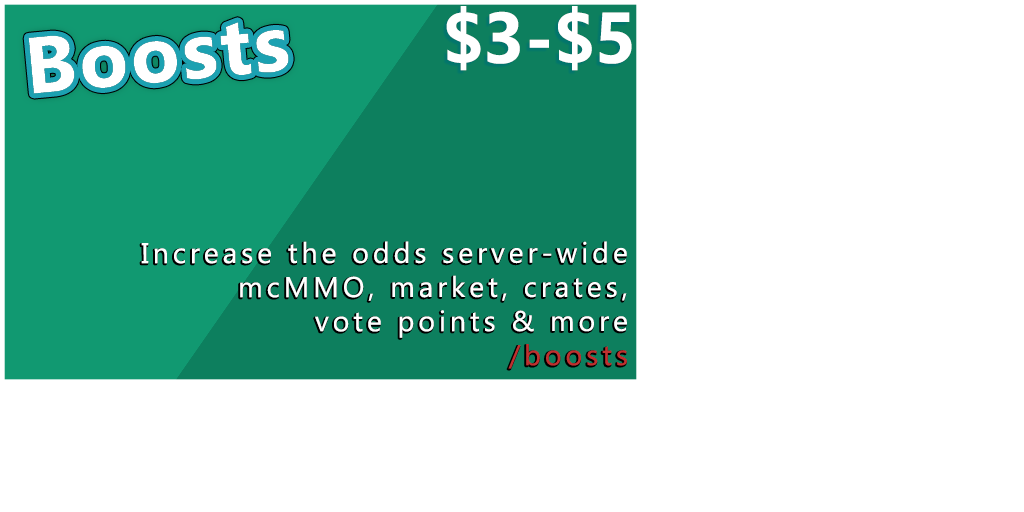 Boosts
$3-$5
Increase the odds server-wide
mcMMO, market, crates,
vote points & more
/boosts